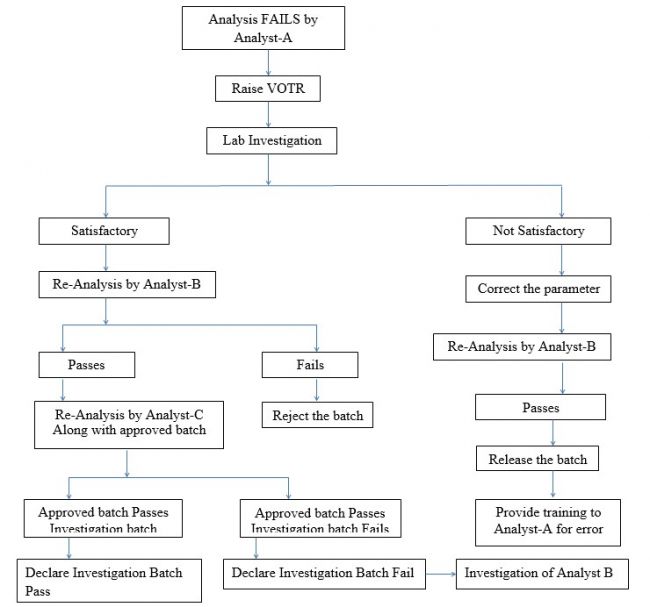 Analysis FAILS by
Analyst-A
Raise VOTR
Lab Investigation
Satisfactory
Not Satisfactory
Re-Analysis by Analyst-B
Correct the parameter
Re-Analysis by Analyst-B
Passes
Fails
Passes
Re-Analysis by Analyst-C
Along with approved batch
Reject the batch
Release the batch
Approved batch Passes
Investigation batch
Approved batch Passes
Investigation batch Fails
Provide training to
Analyst-A for error
Declare Investigation Batch
Pass
Declare Investigation Batch Fail
Investigation of Analyst B